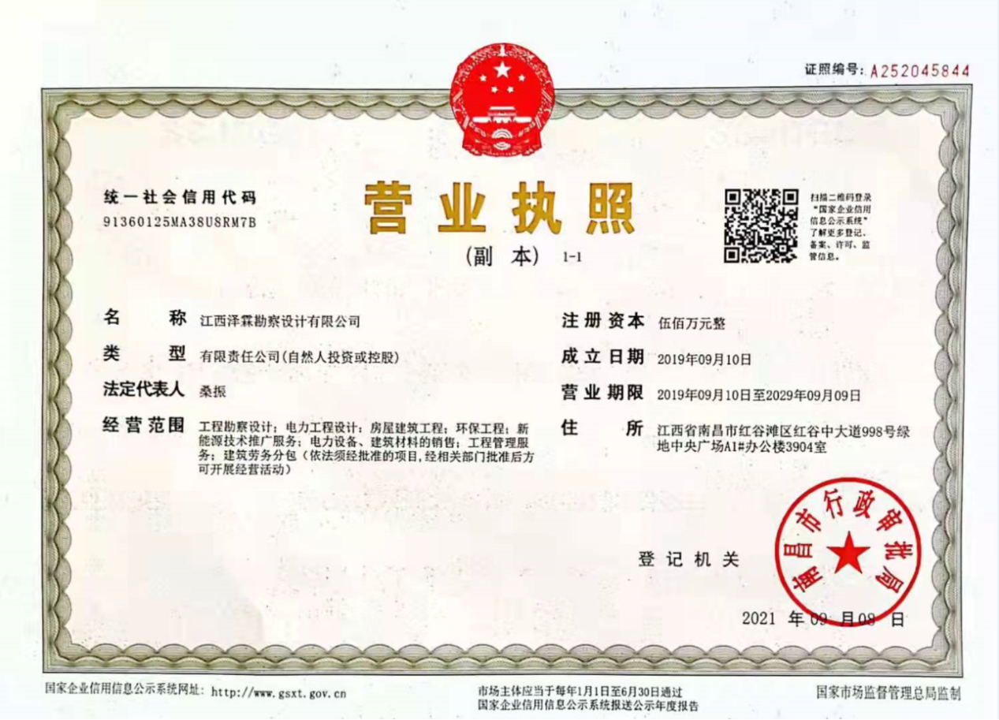 证照编号：A252045844
统一社会信用代码
91360125MA38U8RM7B
营业执照
（副 本） 1-1
扫描二维码登录
“国家企业信用
信息公示系统”
了解更多登记、
备案、许可、监
管信息。
名 称 江西泽霖勘察设计有限公司
类 型 有限责任公司(自然人投资或控股)
法定代表人 桑振
经营范围 工程勘察设计；电力工程设计；房屋建筑工程；环保工程；新
能源技术推广服务；电力设备、建筑材料的销售；工程管理服
务；建筑劳务分包（依法须经批准的项目,经相关部门批准后方
可开展经营活动）
注册资本 伍佰万元整
成立日期 2019年09月10日
营业期限 2019年09月10日至2029年09月09日
住 所 江西省南昌市红谷滩区红谷中大道998号绿
地中央广场A1#办公楼3904室
登记机关
南昌市行政审批局
2021 年 09 月 08 日
国家企业信用信息公示系统网址：http://www.gsxt.gov.cn
市场主体应当于每年1月1日至6月30日通过
国家企业信用信息公示系统报送公示年度报告
国家市场监督管理总局监制